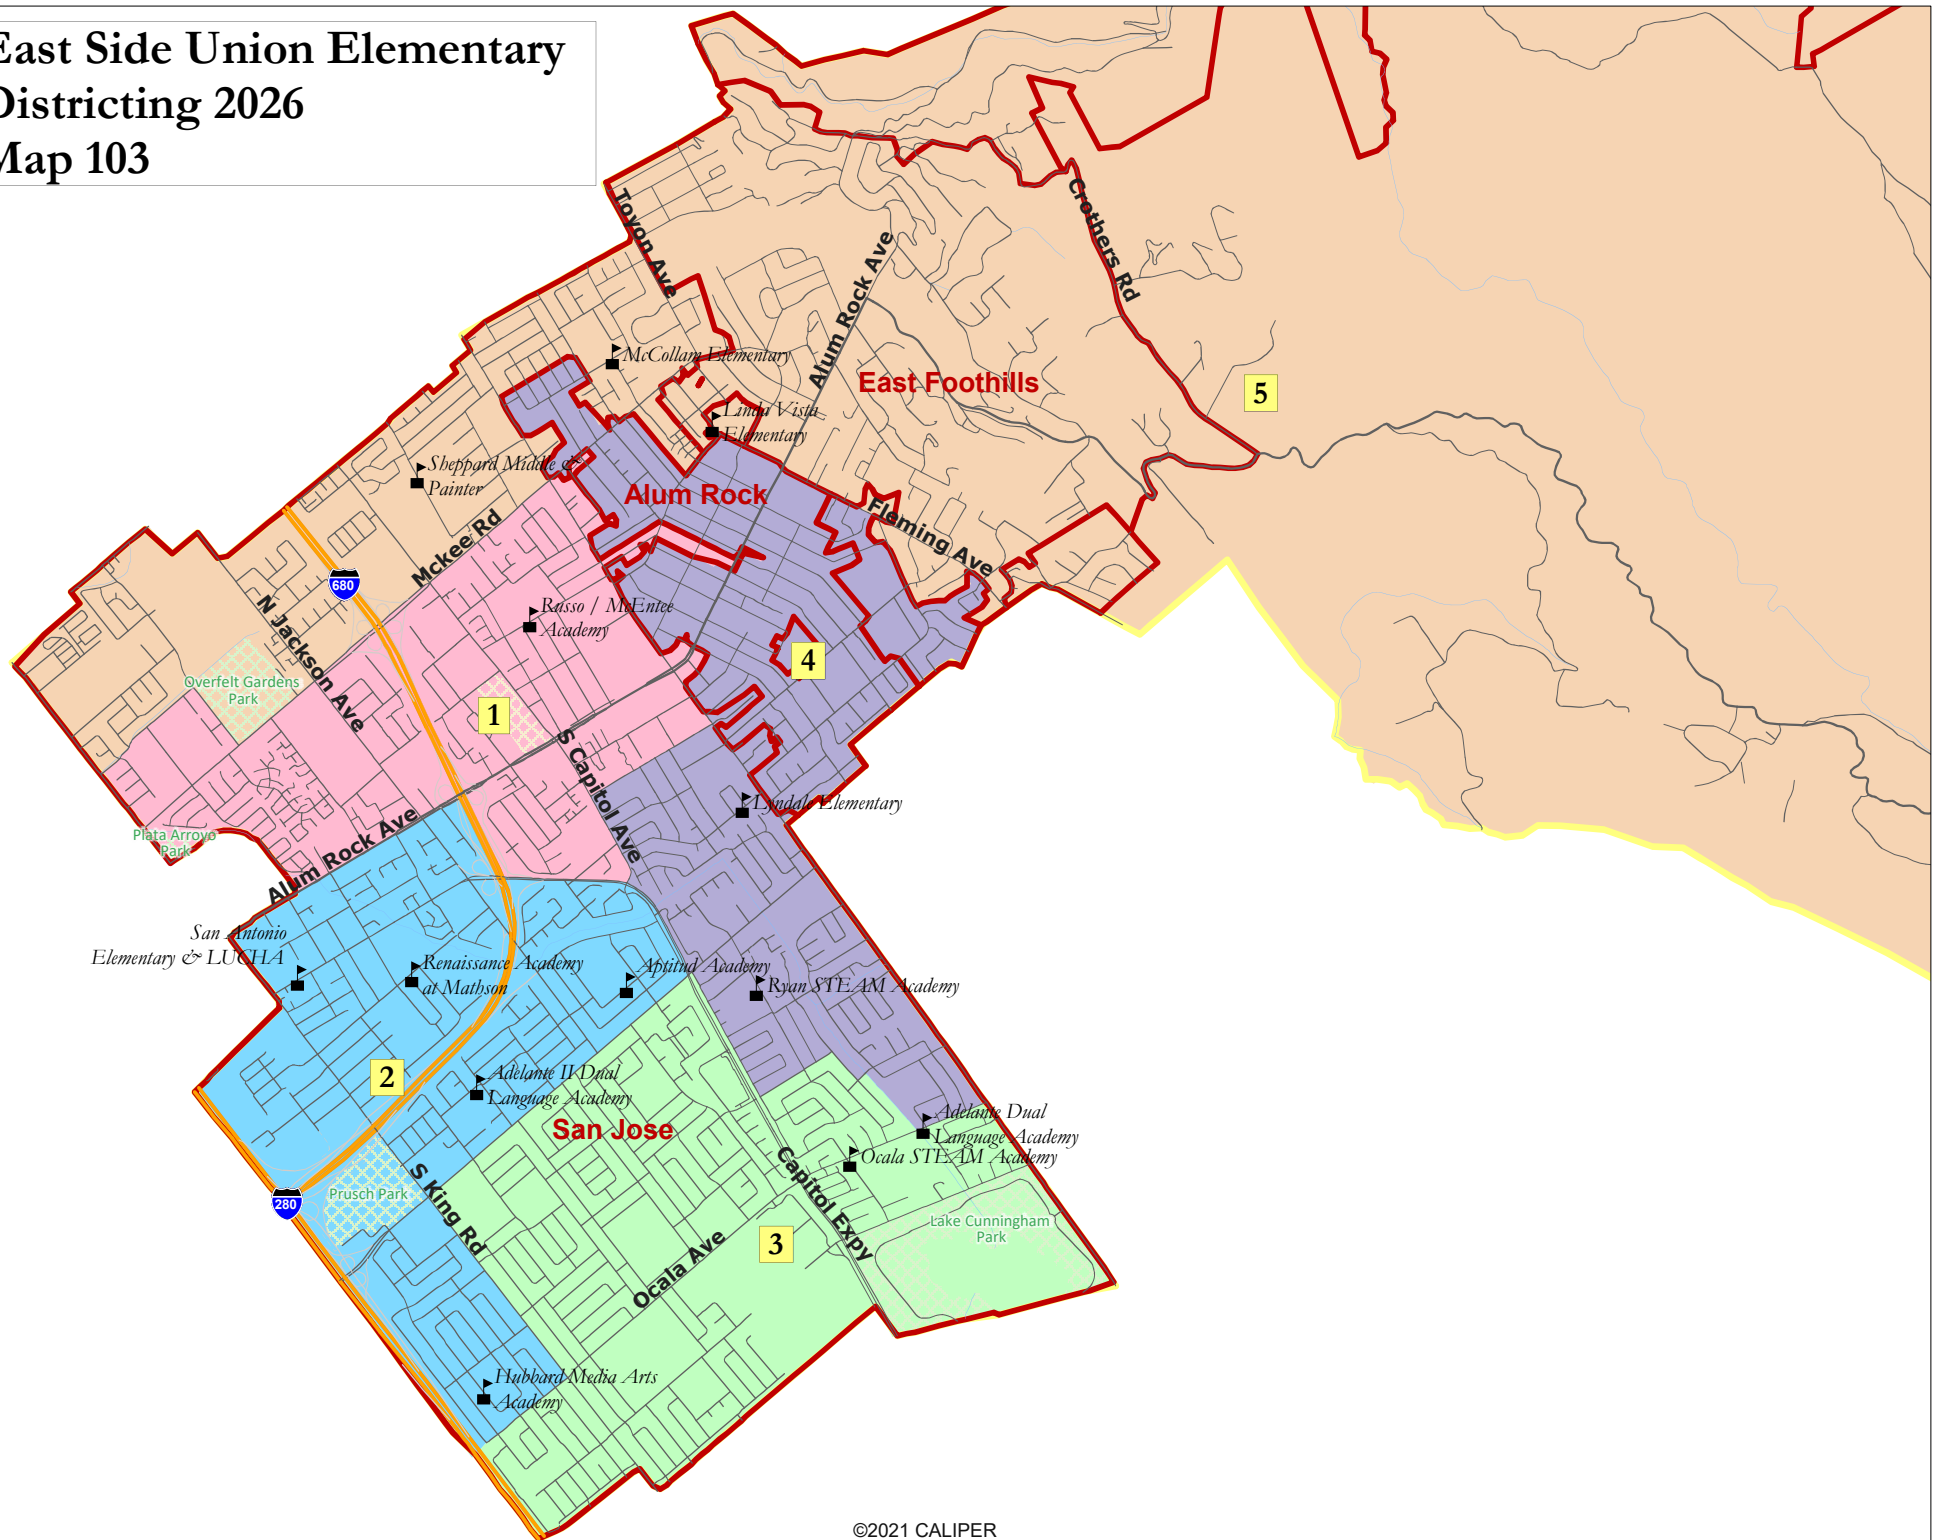 East Side Union Elementary
Districting 2026
Map 103
Toyon Ave
Crothers Rd
Alum Rock Ave
McCollam Elementary
East Foothills
5
Linda Vista
Elementary
Sheppard Middle &
Painter
Alum Rock
Fleming Ave
Mckee Rd
680
N Jackson Ave
Russo / McEntee
Academy
4
Overfelt Gardens
Park
1
S Capitol Ave
Lyndale Elementary
Plata Arroyo
Park
Alum Rock Ave
San Antonio
Elementary & LUCHA
Renaissance Academy
at Mathson
Aptitud Academy
Ryan STEAM Academy
2
Adelante II Dual
Language Academy
San Jose
Adelante Dual
Language Academy
Ocala STEAM Academy
Capitol Expy
Prusch Park
280
S King Rd
Lake Cunningham
Park
3
Ocala Ave
Hubbard Media Arts
Academy
©2021 CALIPER